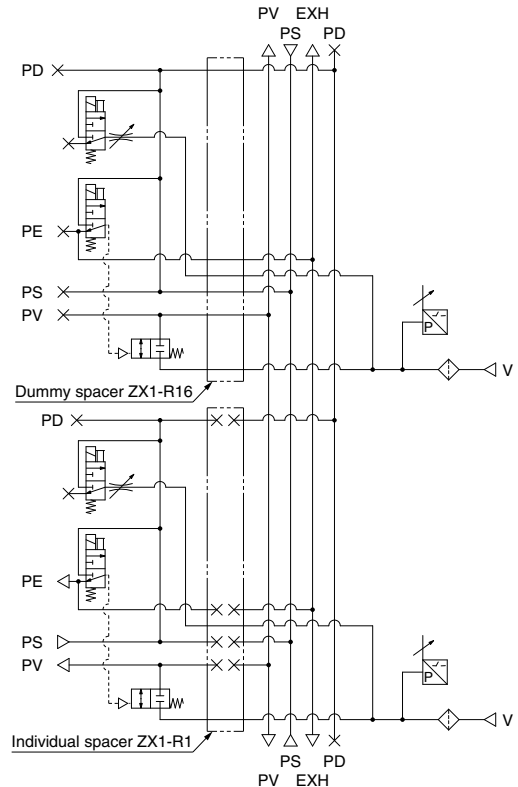 PV EXH
PS PD
PD
PE
PS
PV
P
V
Dummy spacer ZX1-R16
PD
PE
PS
PV
P
V
Individual spacer ZX1-R1
PS PD
PV EXH